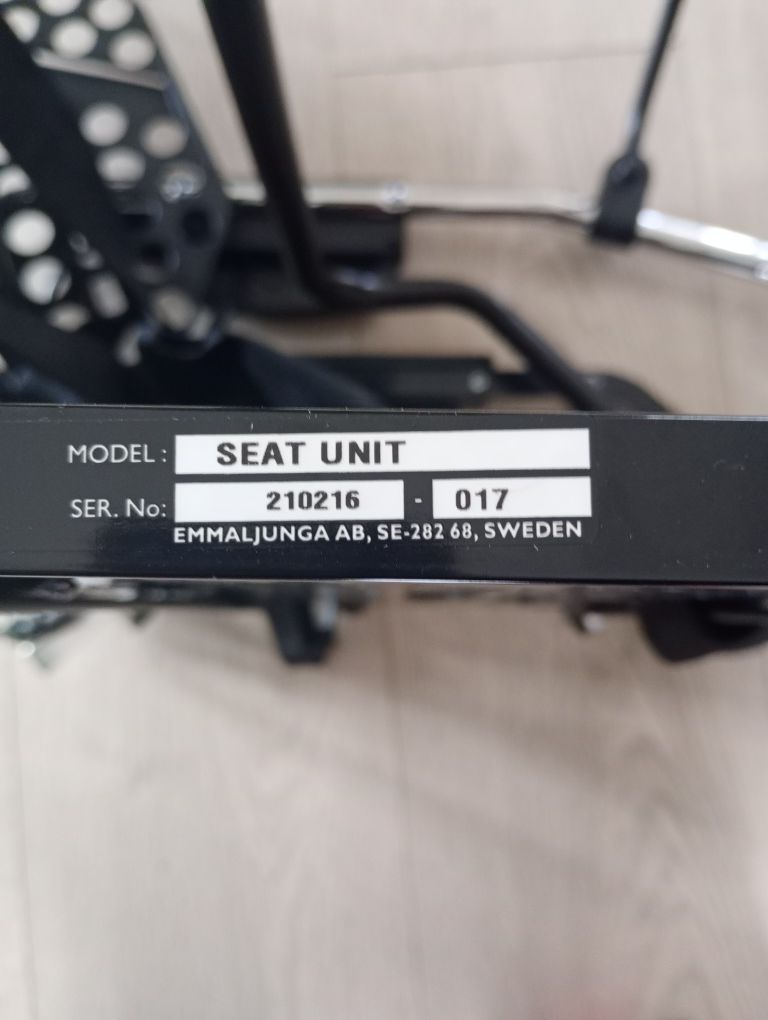 MODEL: SEAT UNIT
SER. No: 210216 - 017
EMMALJUNGA AB, SE-282 68, SWEDEN